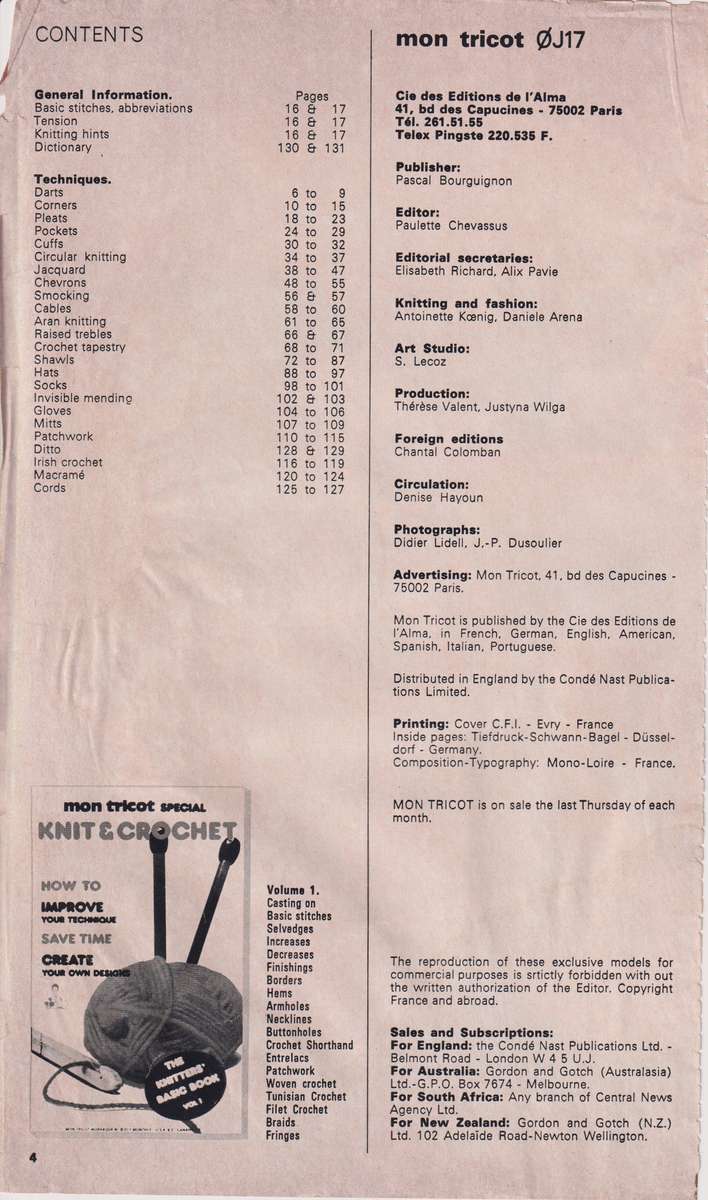 CONTENTS
General Information. Pages
Basic stitches, abbreviations 16 & 17
Tension 16 & 17
Knitting hints 16 & 17
Dictionary 130 & 131
Techniques.
Darts 6 to 9
Corners 10 to 15
Pleats 18 to 23
Pockets 24 to 29
Cuffs 30 to 32
Circular knitting 34 to 37
Jacquard 38 to 47
Chevrons 48 to 55
Smocking 56 & 57
Cables 58 to 60
Aran knitting 61 to 65
Raised trebles 66 & 67
Crochet tapestry 68 to 71
Shawls 72 to 87
Hats 88 to 97
Socks 98 to 101
Invisible mending 102 & 103
Gloves 104 to 106
Mitts 107 to 109
Patchwork 110 to 115
Ditto 128 & 129
Irish crochet 116 to 119
Macramé 120 to 124
Cords 125 to 127
mon tricot SPECIAL
KNIT & CROCHET
HOW TO
IMPROVE
YOUR TECHNIQUE
SAVE TIME
CREATE
YOUR OWN DESIGNS
THE
KNITTERS'
BASIC BOOK
VOL 1
Volume 1.
Casting on
Basic stitches
Selvedges
Increases
Decreases
Finishings
Borders
Hems
Armholes
Necklines
Buttonholes
Crochet Shorthand
Entrelacs
Patchwork
Woven crochet
Tunisian Crochet
Filet Crochet
Braids
Fringes
4
mon tricot ØJ17
Cie des Editions de l'Alma
41, bd des Capucines - 75002 Paris
Tél. 261.51.55
Telex Pingste 220.535 F.
Publisher:
Pascal Bourguignon
Editor:
Paulette Chevassus
Editorial secretaries:
Elisabeth Richard, Alix Pavie
Knitting and fashion:
Antoinette Kœnig, Daniele Arena
Art Studio:
S. Lecoz
Production:
Thérèse Valent, Justyna Wilga
Foreign editions
Chantal Colomban
Circulation:
Denise Hayoun
Photographs:
Didier Lidell, J.-P. Dusoulier
Advertising: Mon Tricot, 41, bd des Capucines -
75002 Paris.
Mon Tricot is published by the Cie des Editions de
l'Alma, in French, German, English, American,
Spanish, Italian, Portuguese.
Distributed in England by the Condé Nast Publica-
tions Limited.
Printing: Cover C.F.I. - Evry - France
Inside pages: Tiefdruck-Schwann-Bagel - Düssel-
dorf - Germany.
Composition-Typography: Mono-Loire - France.
MON TRICOT is on sale the last Thursday of each
month.
The reproduction of these exclusive models for
commercial purposes is srtictly forbidden with out
the written authorization of the Editor. Copyright
France and abroad.
Sales and Subscriptions:
For England: the Condé Nast Publications Ltd. -
Belmont Road - London W 4 5 U.J.
For Australia: Gordon and Gotch (Australasia)
Ltd.-G.P.O. Box 7674 - Melbourne.
For South Africa: Any branch of Central News
Agency Ltd.
For New Zealand: Gordon and Gotch (N.Z.)
Ltd. 102 Adelaïde Road-Newton Wellington.